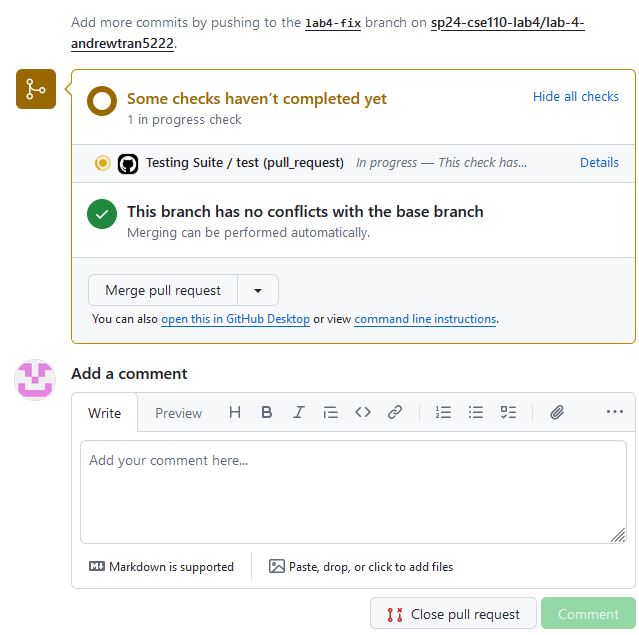 Add more commits by pushing to the lab4-fix branch on sp24-cse110-lab4/lab-4-
andrewtran5222.
Some checks haven’t completed yet
Hide all checks
1 in progress check
Testing Suite / test (pull_request) In progress — This check has... Details
This branch has no conflicts with the base branch
Merging can be performed automatically.
Merge pull request
You can also open this in GitHub Desktop or view command line instructions.
Add a comment
Write Preview
Add your comment here...
Markdown is supported
Paste, drop, or click to add files
Close pull request Comment